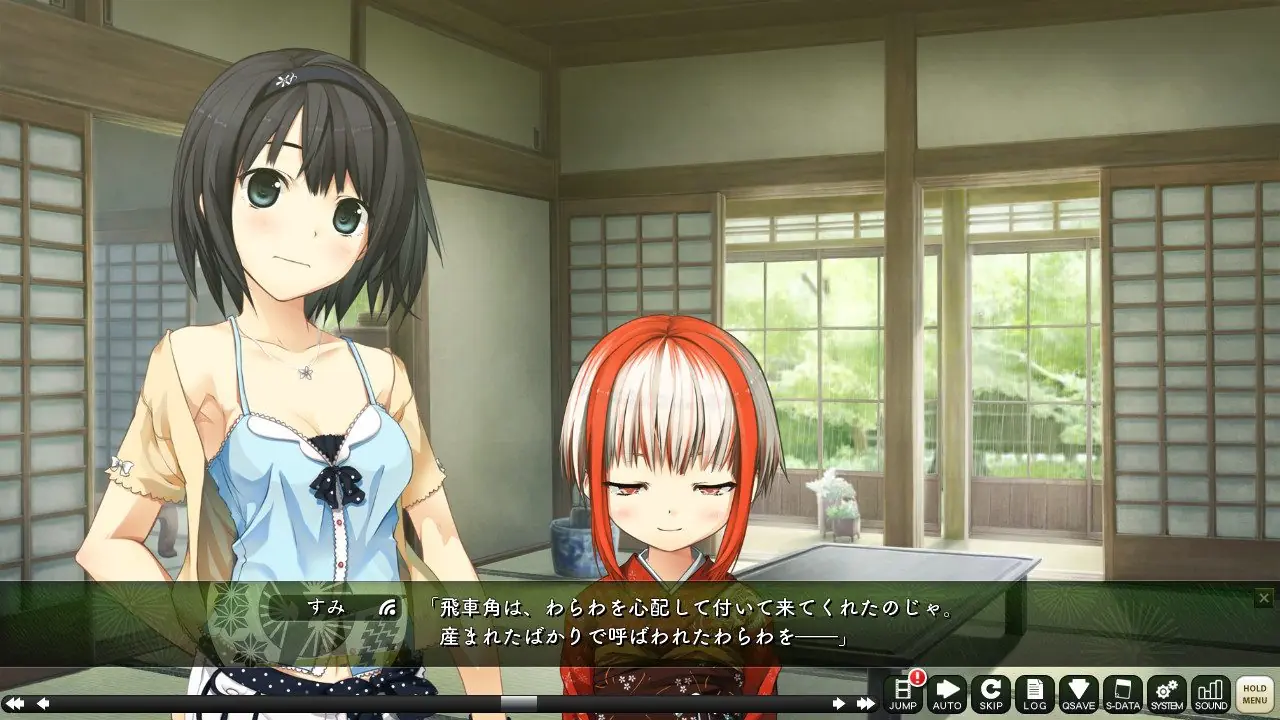 すみ
「飛車角は、わらわを心配して付いて来てくれたのじゃ。
産まれたばかりで呼ばわれたわらわを――」
JUMP
AUTO
SKIP
LOG
QSAVE
S-DATA
SYSTEM
SOUND
HOLD
MENU